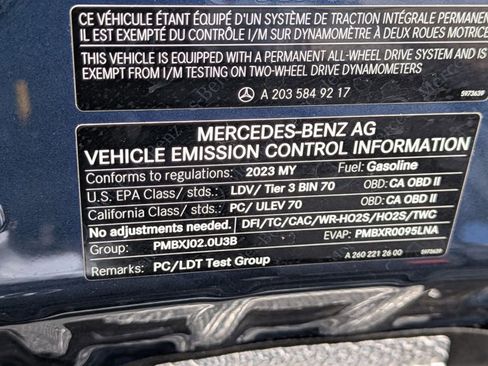 CE VÉHICULE ÉTANT ÉQUIPÉ D'UN SYSTÈME DE TRACTION INTÉGRALE PERMANEN
IL EST EXEMPTÉ DU CONTRÔLE I/M SUR DYNAMOMÈTRE À DEUX ROUES MOTRICE
THIS VEHICLE IS EQUIPPED WITH A PERMANENT ALL-WHEEL DRIVE SYSTEM AND IS
EXEMPT FROM I/M TESTING ON TWO-WHEEL DRIVE DYNAMOMETERS
A 203 584 92 17 5973639
MERCEDES-BENZ AG
VEHICLE EMISSION CONTROL INFORMATION
Conforms to regulations: 2023 MY Fuel: Gasoline
U.S. EPA Class/ stds.: LDV/ Tier 3 BIN 70 OBD: CA OBD II
California Class/ stds.: PC/ ULEV 70 OBD: CA OBD II
No adjustments needed. DFI/TC/CAC/WR-HO2S/HO2S/TWC
Group: PMBXJ02.0U3B EVAP: PMBXR0095LNA
Remarks: PC/LDT Test Group A 260 221 26 00 5973639